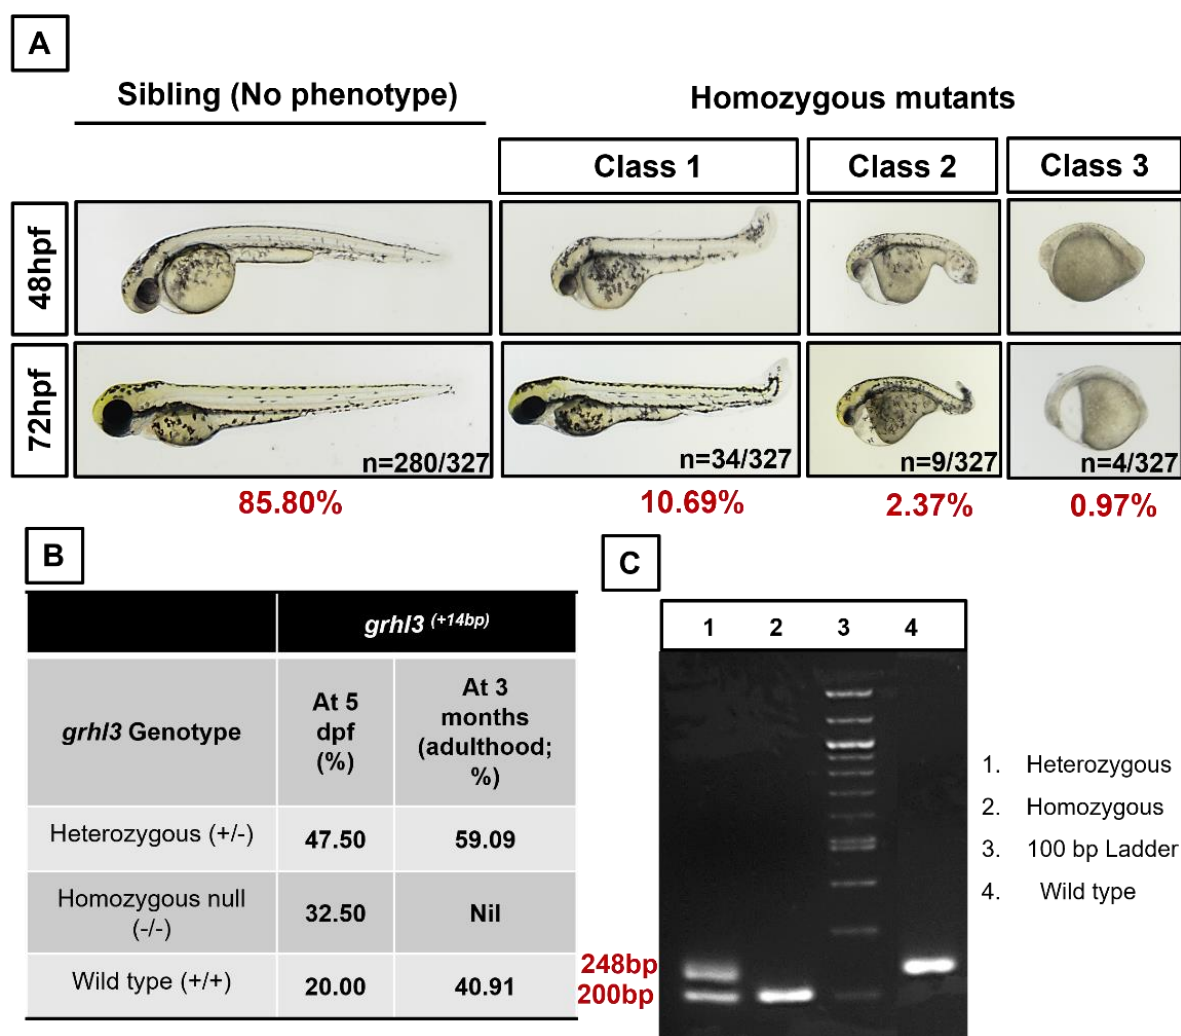 A
Sibling (No phenotype)
Homozygous mutants
Class 1
Class 2
Class 3
48hpf
72hpf
n=280/327
n=34/327
n=9/327
n=4/327
85.80%
10.69%
2.37%
0.97%
B
grhl3 (+14bp)
grhl3 Genotype
At 5
dpf
(%)
At 3
months
(adulthood;
%)
Heterozygous (+/-)
47.50
59.09
Homozygous null
(-/-)
32.50
Nil
Wild type (+/+)
20.00
40.91
C
1 2 3 4
248bp
200bp
1. Heterozygous
2. Homozygous
3. 100 bp Ladder
4. Wild type